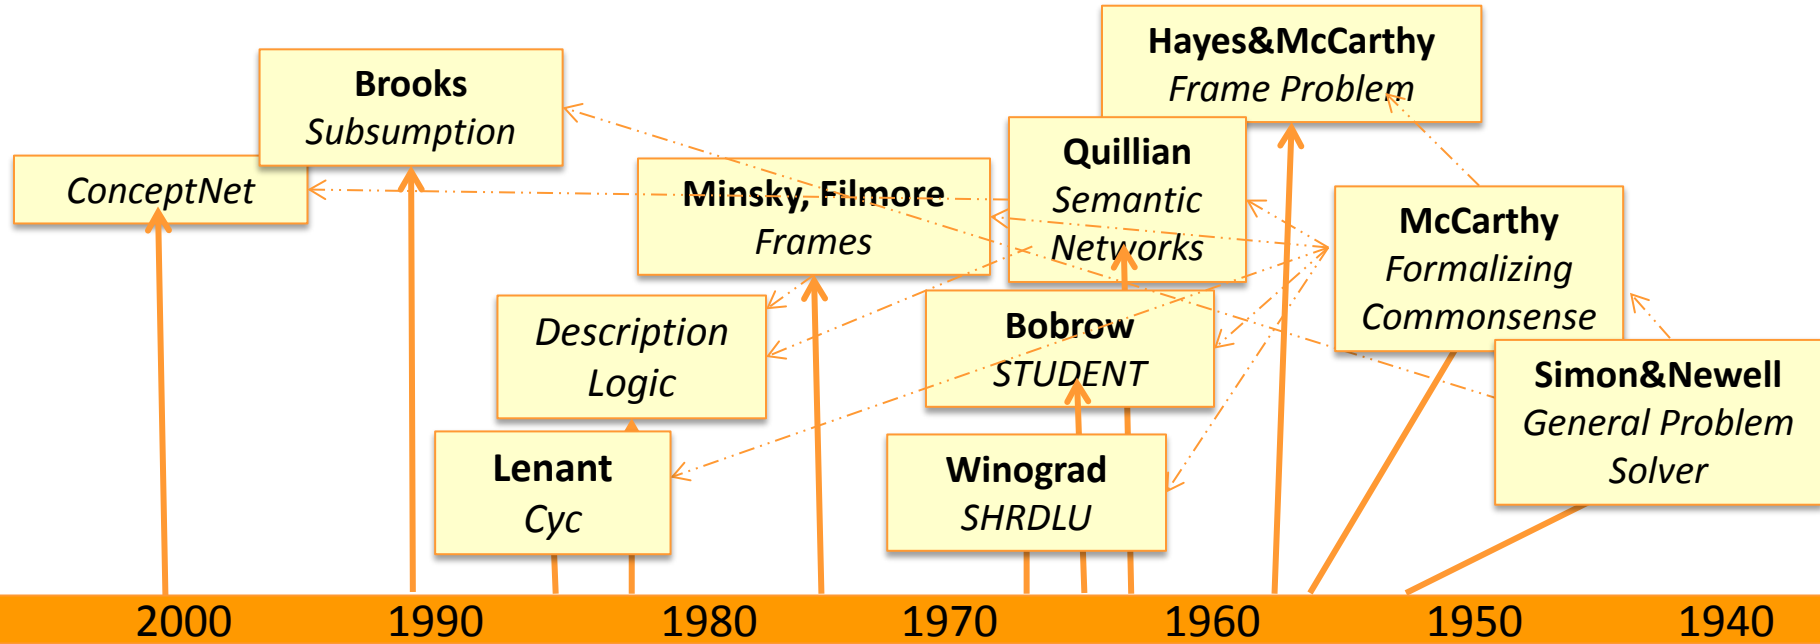 Hayes&McCarthy
Frame Problem
Brooks
Subsumption
ConceptNet
Minsky, Filmore
Frames
Quillian
Semantic
Networks
McCarthy
Formalizing
Commonsense
Description
Logic
Bobrow
STUDENT
Simon&Newell
General Problem
Solver
Lenant
Cyc
Winograd
SHRDLU
2000 1990 1980 1970 1960 1950 1940